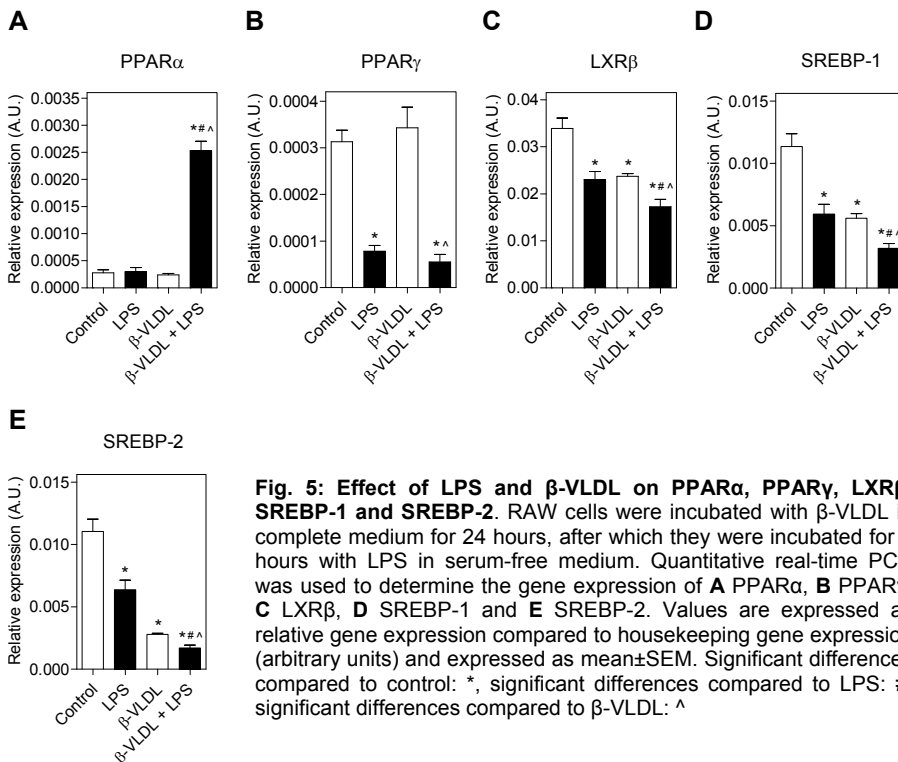 A
PPARα
Relative expression (A.U.)
0.0035
0.0030
0.0025
0.0020
0.0015
0.0010
0.0005
0.0000
*#^
Control
LPS
β-VLDL
β-VLDL + LPS
B
PPARγ
Relative expression (A.U.)
0.0004
0.0003
0.0002
0.0001
0.0000
*
*^
Control
LPS
β-VLDL
β-VLDL + LPS
C
LXRβ
Relative expression (A.U.)
0.04
0.03
0.02
0.01
0.00
*
*
*#^
Control
LPS
β-VLDL
β-VLDL + LPS
D
SREBP-1
Relative expression (A.U.)
0.015
0.010
0.005
0.000
*
*
*#^
Control
LPS
β-VLDL
β-VLDL + LPS
E
SREBP-2
Relative expression (A.U.)
0.015
0.010
0.005
0.000
*
*
*#^
Control
LPS
β-VLDL
β-VLDL + LPS
Fig. 5: Effect of LPS and β-VLDL on PPARα, PPARγ, LXRβ
SREBP-1 and SREBP-2. RAW cells were incubated with β-VLDL
complete medium for 24 hours, after which they were incubated for
hours with LPS in serum-free medium. Quantitative real-time
was used to determine the gene expression of A PPARα, B
C LXRβ, D SREBP-1 and E SREBP-2. Values are expressed
relative gene expression compared to housekeeping gene
(arbitrary units) and expressed as mean±SEM. Significant
compared to control: *, significant differences compared to LPS:
significant differences compared to β-VLDL: ^